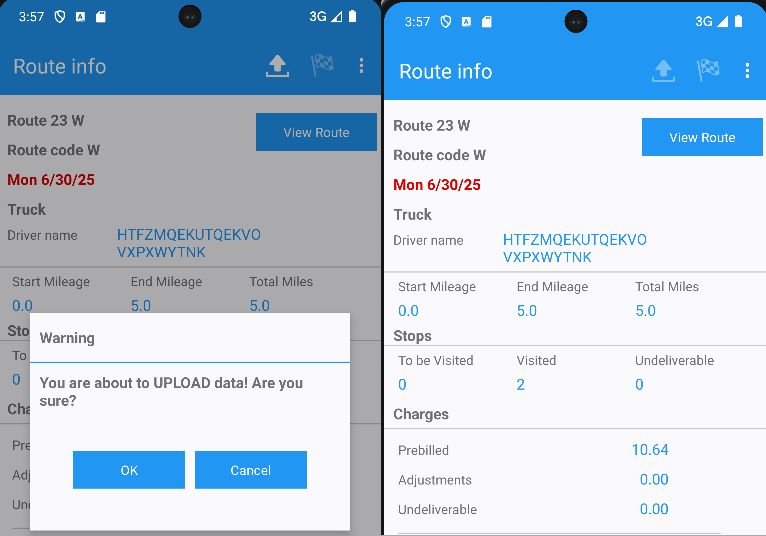 3:57 A 3G
Route info
Route 23 W
View Route
Route code W
Mon 6/30/25
Truck
Driver name HTFZMQEKUTQEKVO
VXPXWYTNK
Start Mileage End Mileage Total Miles
0.0 5.0 5.0
Sto
Warning
To
You are about to UPLOAD data! Are you
sure?
0
Cha
Pre
OK Cancel
Adj
Un
3:57 A 3G
Route info
Route 23 W
View Route
Route code W
Mon 6/30/25
Truck
Driver name HTFZMQEKUTQEKVO
VXPXWYTNK
Start Mileage End Mileage Total Miles
0.0 5.0 5.0
Stops
To be Visited Visited Undeliverable
0 2 0
Charges
Prebilled 10.64
Adjustments 0.00
Undeliverable 0.00